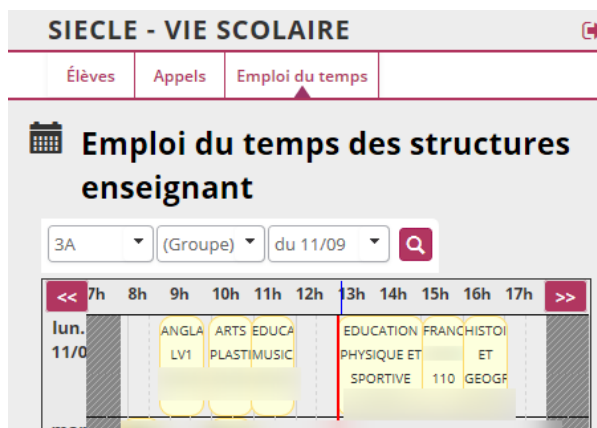 SIECLE - VIE SCOLAIRE
Élèves Appels Emploi du temps
Emploi du temps des structures
enseignant
3A (Groupe) du 11/09
<< 7h 8h 9h 10h 11h 12h 13h 14h 15h 16h 17h >>
lun. ANGLA ARTS EDUCA EDUCATION FRANC HISTOI
11/0 LV1 PLASTI MUSIC PHYSIQUE ET ET
SPORTIVE 110 GEOGR